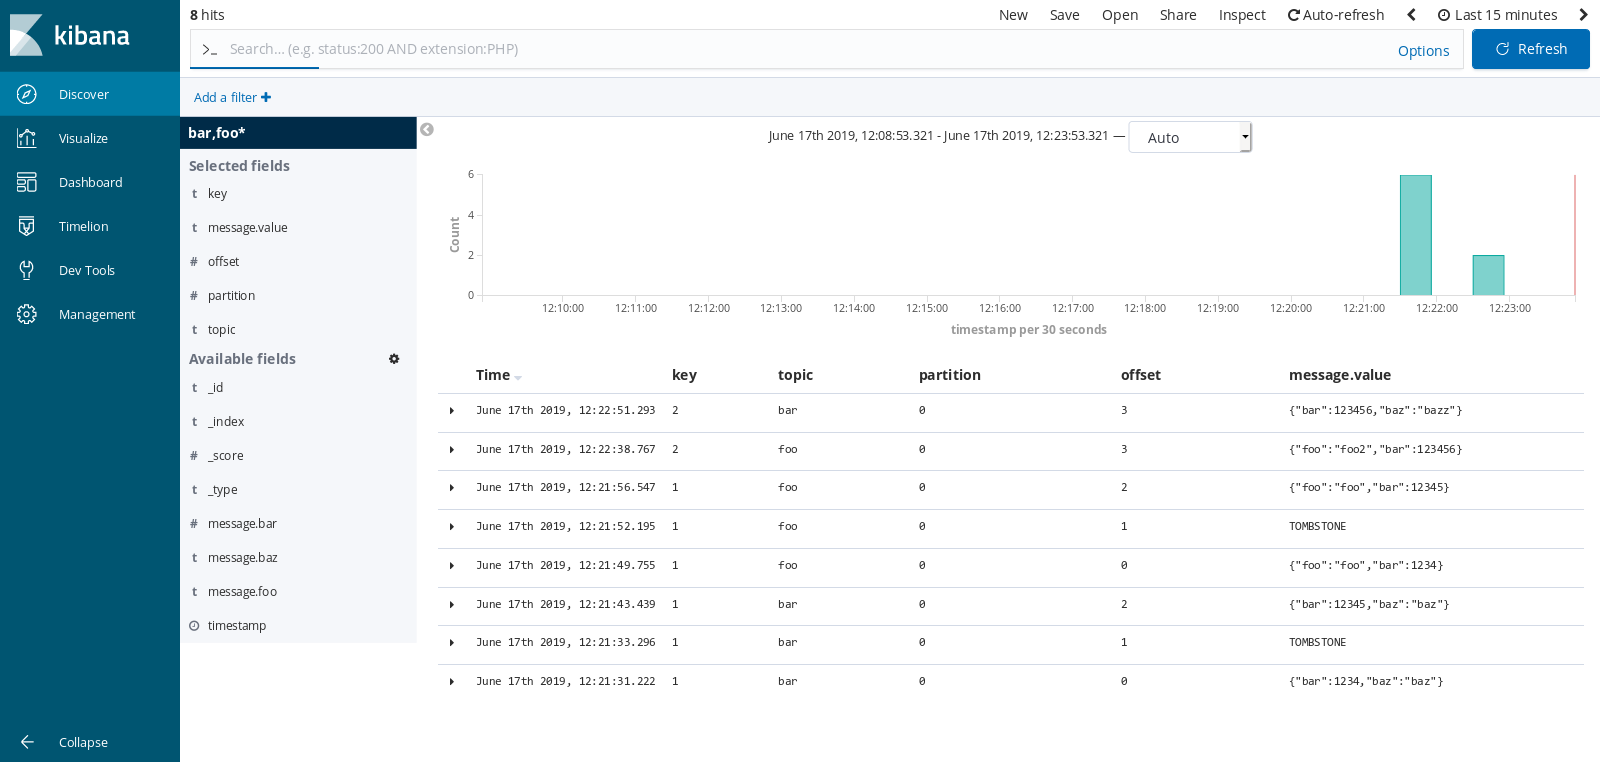 kibana
Discover
Visualize
Dashboard
Timelion
Dev Tools
Management
Collapse
8 hits
New Save Open Share Inspect Auto-refresh Last 15 minutes
>_ Search... (e.g. status:200 AND extension:PHP) Options Refresh
Add a filter +
bar,foo*
Selected fields
t key
t message.value
# offset
# partition
t topic
Available fields
t _id
t _index
# _score
t _type
# message.bar
t message.baz
t message.foo
timestamp
June 17th 2019, 12:08:53.321 - June 17th 2019, 12:23:53.321 — Auto
Count
6
4
2
0
12:10:00 12:11:00 12:12:00 12:13:00 12:14:00 12:15:00 12:16:00 12:17:00 12:18:00 12:19:00 12:20:00 12:21:00 12:22:00 12:23:00
timestamp per 30 seconds
Time key topic partition offset message.value
June 17th 2019, 12:22:51.293 2 bar 0 3 {"bar":123456,"baz":"bazz"}
June 17th 2019, 12:22:38.767 2 foo 0 3 {"foo":"foo2","bar":123456}
June 17th 2019, 12:21:56.547 1 foo 0 2 {"foo":"foo","bar":12345}
June 17th 2019, 12:21:52.195 1 foo 0 1 TOMBSTONE
June 17th 2019, 12:21:49.755 1 foo 0 0 {"foo":"foo","bar":1234}
June 17th 2019, 12:21:43.439 1 bar 0 2 {"bar":12345,"baz":"baz"}
June 17th 2019, 12:21:33.296 1 bar 0 1 TOMBSTONE
June 17th 2019, 12:21:31.222 1 bar 0 0 {"bar":1234,"baz":"baz"}